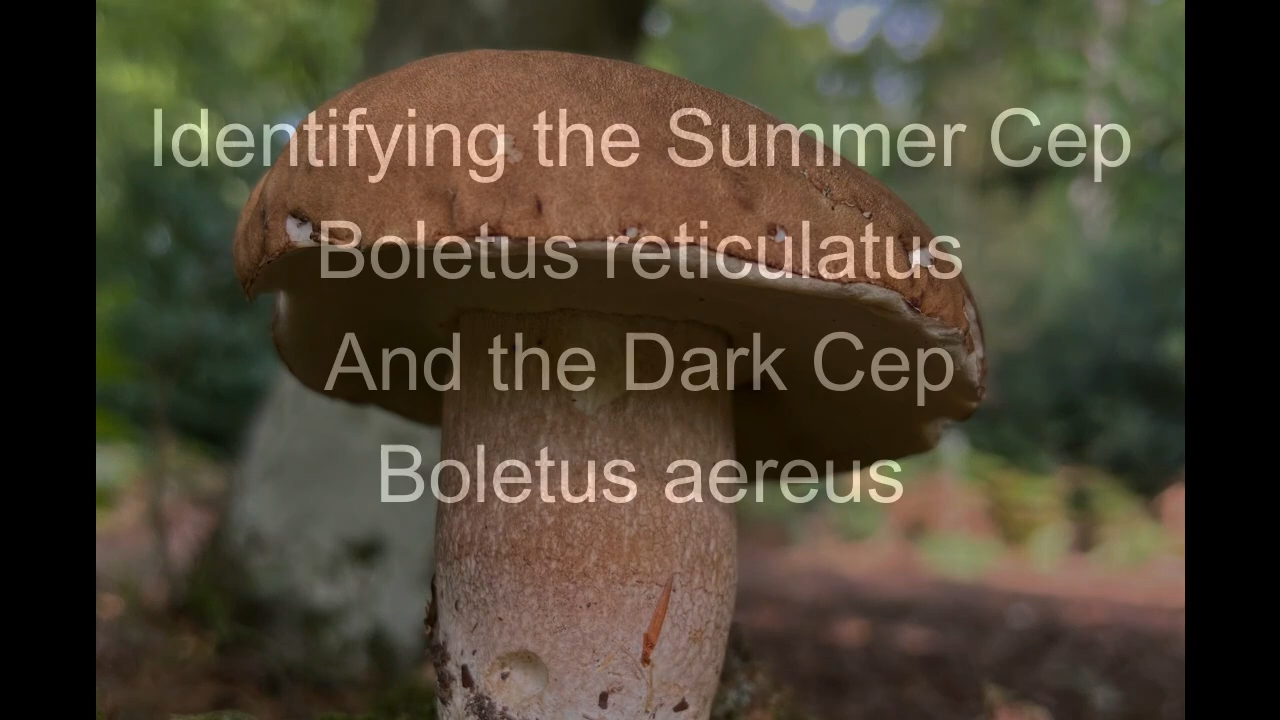 Identifying the Summer Cep
Boletus reticulatus
And the Dark Cep
Boletus aereus